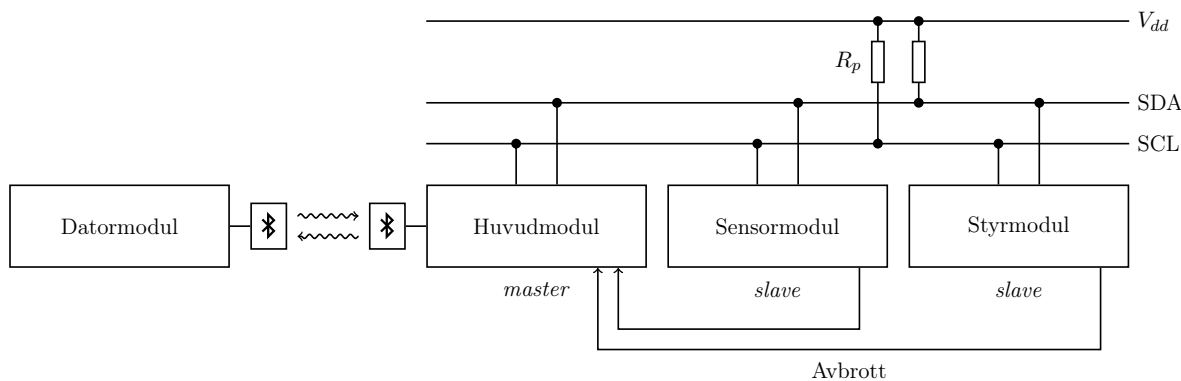 V_dd
R_p
SDA
SCL
Datormodul
Huvudmodul
Sensormodul
Styrmodul
master
slave
slave
Avbrott